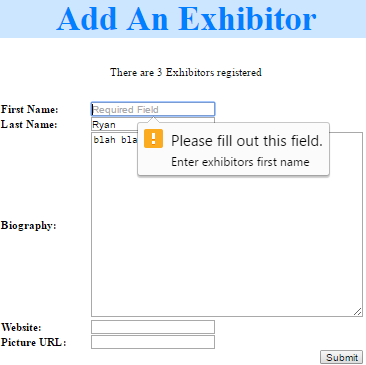 Add An Exhibitor
There are 3 Exhibitors registered
First Name: Required Field
Last Name: Ryan
Please fill out this field.
Enter exhibitors first name
blah bla
Biography:
Website:
Picture URL:
Submit